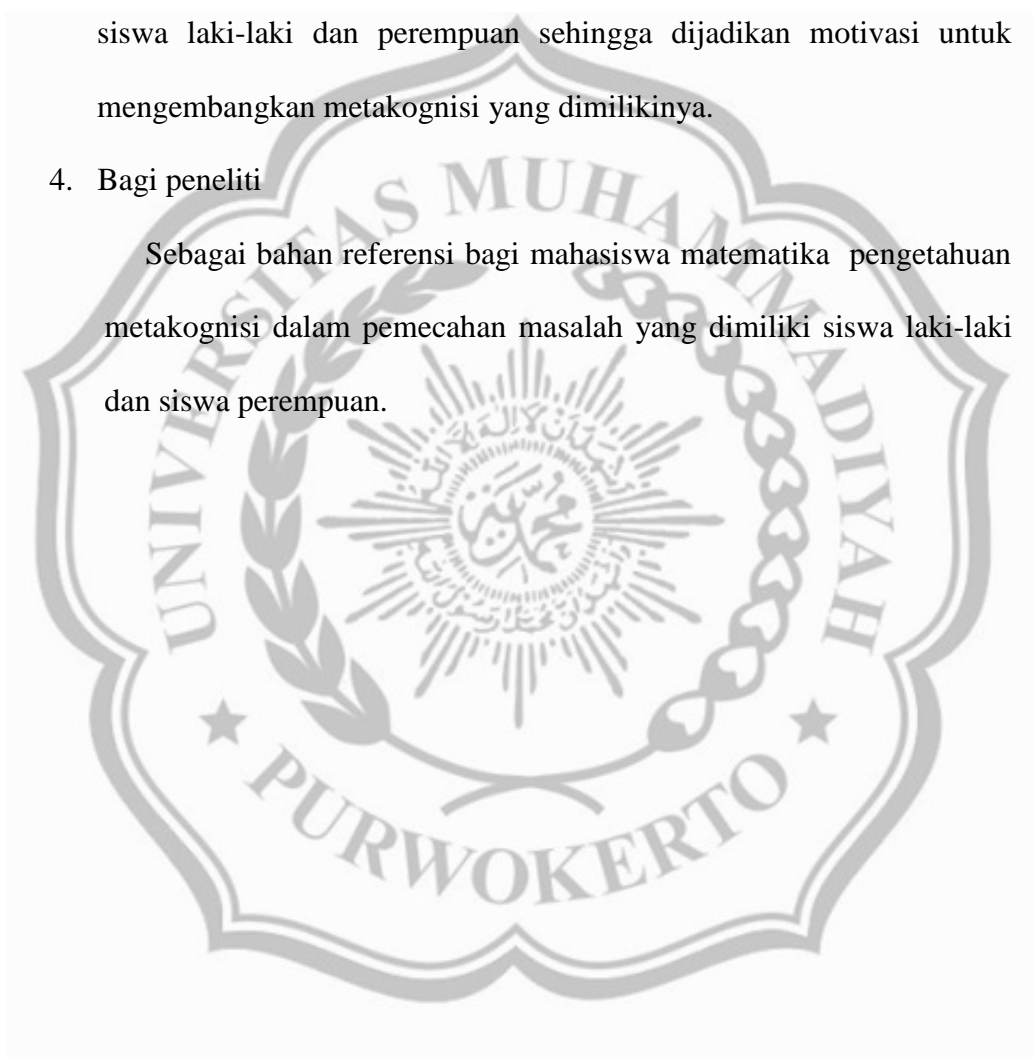 siswa laki-laki dan perempuan sehingga dijadikan motivasi untuk
mengembangkan metakognisi yang dimilikinya.
4. Bagi peneliti
Sebagai bahan referensi bagi mahasiswa matematika pengetahuan
metakognisi dalam pemecahan masalah yang dimiliki siswa laki-laki
dan siswa perempuan.
UNIVERSITAS MUHAMMADIYAH
PURWOKERTO